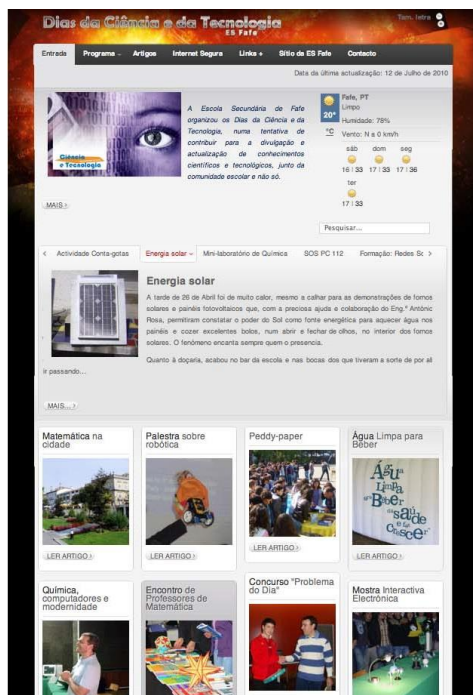 Dias da Ciência e da Tecnologia
ES Fafe
Tam. letra
Entrada Programa Artigos Internet Segura Links + Sítio da ES Fafe Contacto
Data da última actualização: 12 de Julho de 2010
A Escola Secundária de Fafe
organizou os Dias da Ciência e da
Tecnologia, numa tentativa de
contribuir para a divulgação e
actualização de conhecimentos
científicos e tecnológicos, junto da
comunidade escolar e não só.
Ciência
e Tecnologia
MAIS
Fafe, PT
Limpo
20°
Humidade: 78%
°C
Vento: N a 0 km/h
sáb dom seg
16 | 33 17 | 33 17 | 36
ter
17 | 33
Pesquisar...
Actividade Conta-gotas Energia solar Mini-laboratório de Química SOS PC 112 Formação: Redes Sc
Energia solar
A tarde de 26 de Abril foi de muito calor, mesmo a calhar para as demonstrações de fornos
solares e painéis fotovoltaicos que, com a preciosa ajuda e colaboração do Eng.º Antónic
Rosa, permitiram constatar o poder do Sol como fonte energética para aquecer água nos
painéis e cozer excelentes bolos, num abrir e fechar de olhos, no interior dos fornos
solares. O fenómeno encanta sempre quem o presencia.
Quanto à doçaria, acabou no bar da escola e nas bocas dos que tiveram a sorte de por ali
ir passando...
MAIS...
Matemática na
cidade
LER ARTIGO
Palestra sobre
robótica
LER ARTIGO
Peddy-paper
LER ARTIGO
Água Limpa para
Beber
Água
Limpa
Beber
saúde
e
Crescer
LER ARTIGO
Química,
computadores e
modernidade
Encontro de
Professores de
Matemática
Concurso "Problema
do Dia"
Mostra Interactiva
Electrónica